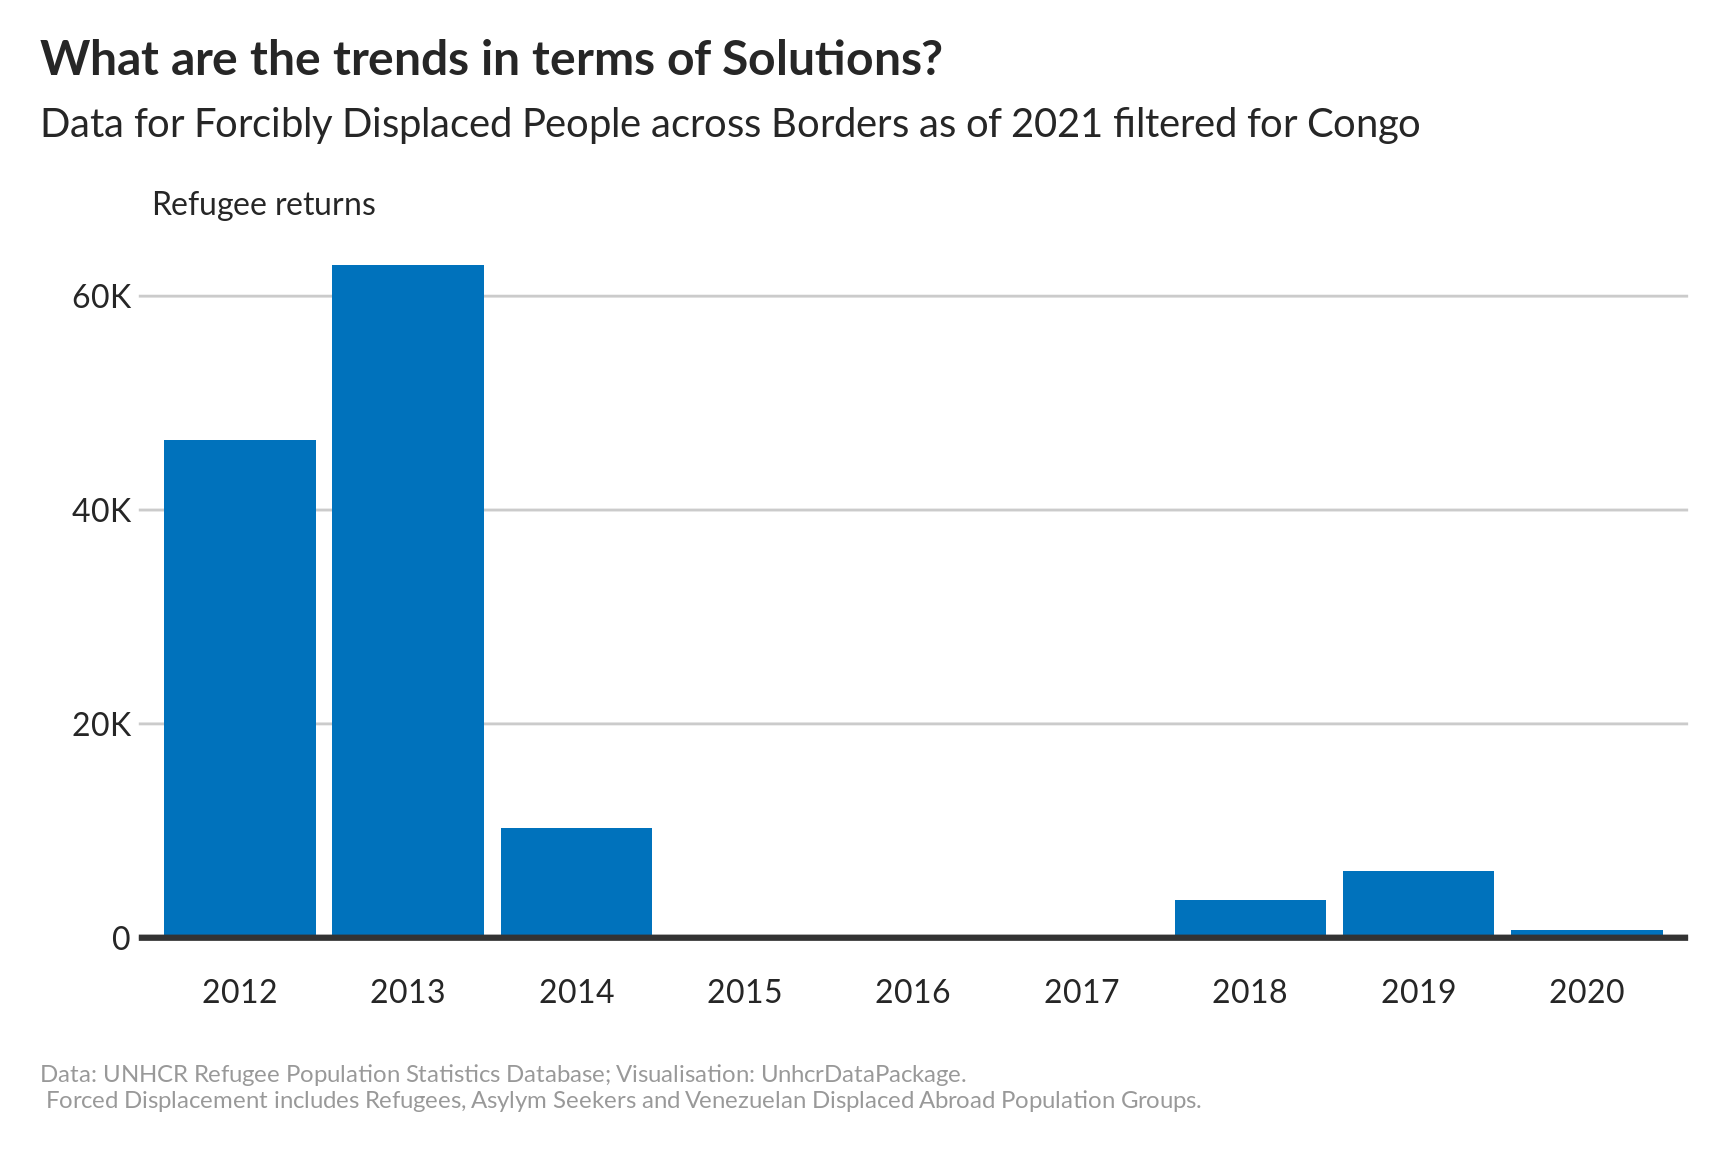 What are the trends in terms of Solutions?
Data for Forcibly Displaced People across Borders as of 2021 filtered for Congo
Refugee returns
60K
40K
20K
0
2012 2013 2014 2015 2016 2017 2018 2019 2020
Data: UNHCR Refugee Population Statistics Database; Visualisation: UnhcrDataPackage.
Forced Displacement includes Refugees, Asylym Seekers and Venezuelan Displaced Abroad Population Groups.